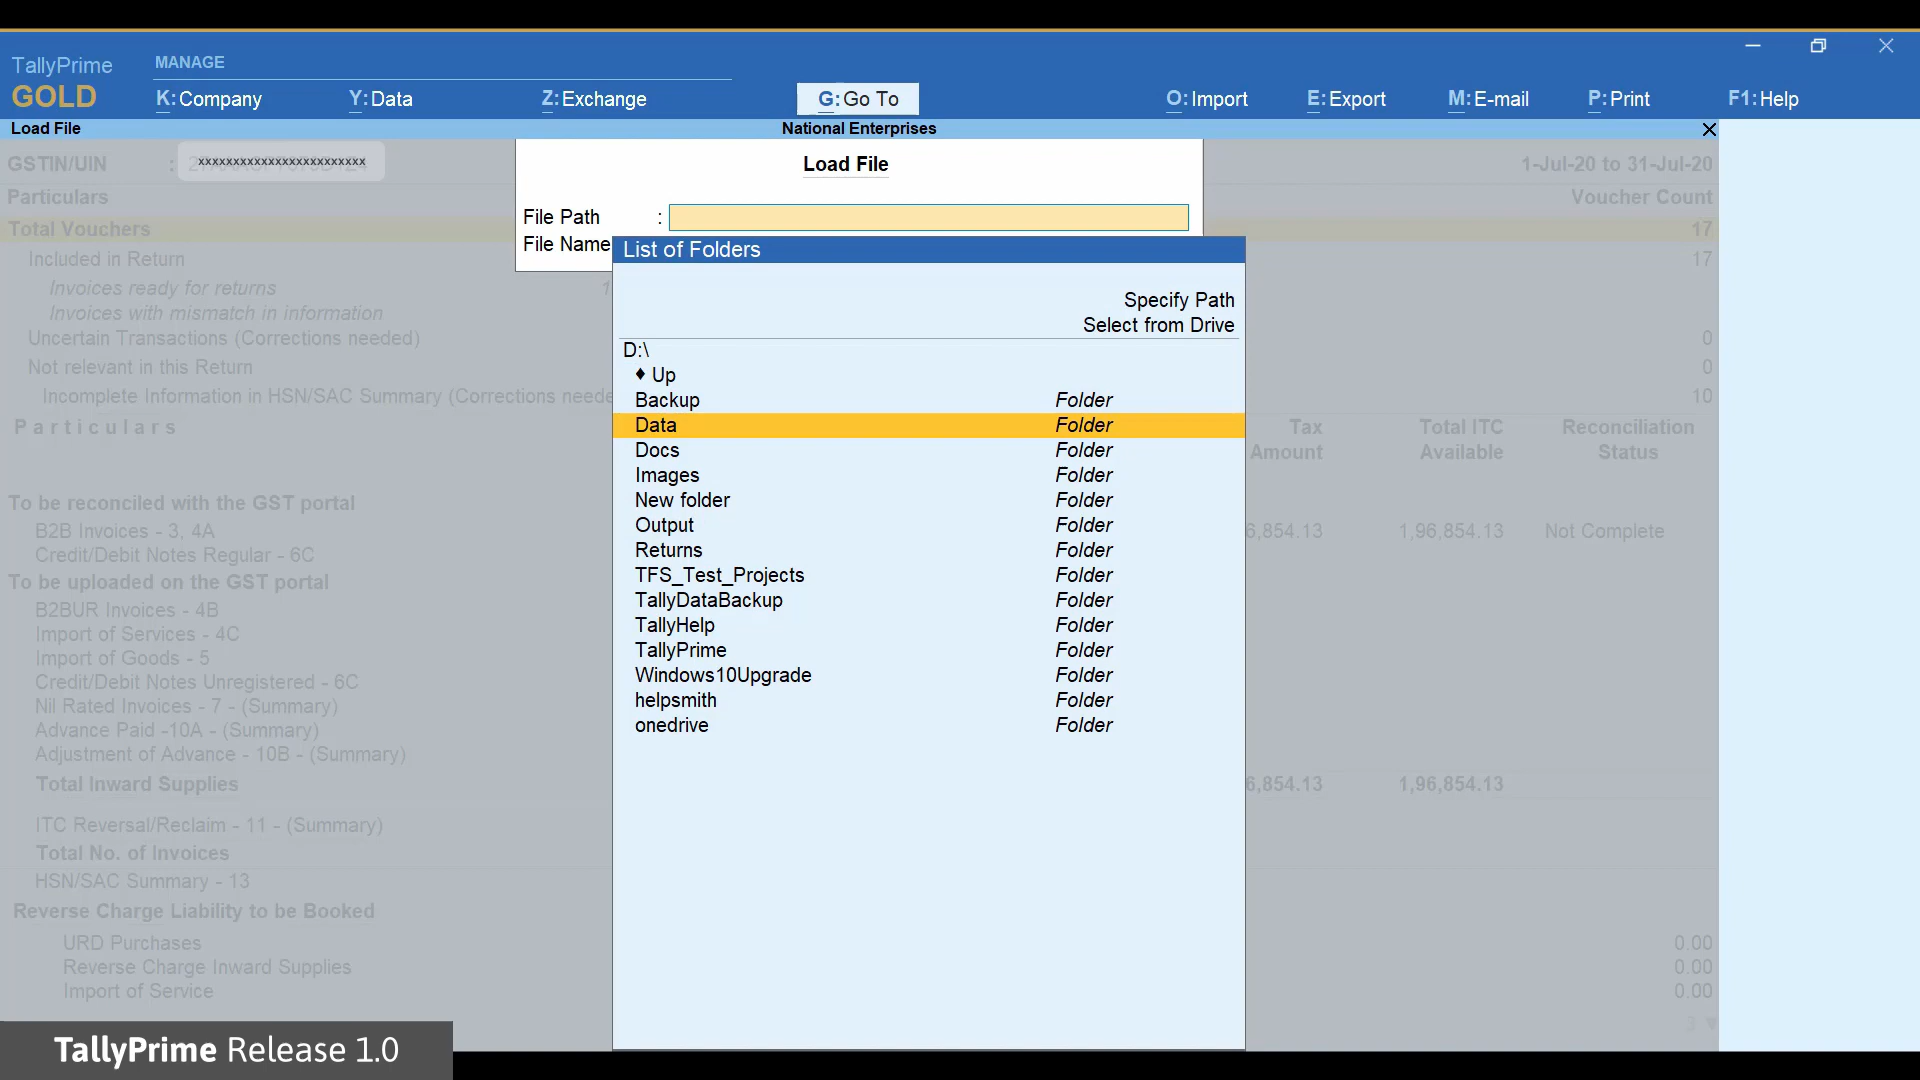 TallyPrime
GOLD
MANAGE
K:Company
Y:Data
Z:Exchange
G:Go To
O:Import
E:Export
M:E-mail
P:Print
F1:Help
Load File
National Enterprises
GSTIN/UIN : xxxxxxxxxxxxxxxxxxxxxxxx
1-Jul-20 to 31-Jul-20
Particulars
Voucher Count
Total Vouchers 17
Included in Return 17
Invoices ready for returns
Invoices with mismatch in information
Uncertain Transactions (Corrections needed) 0
Not relevant in this Return 0
Incomplete Information in HSN/SAC Summary (Corrections neede 10
Particulars
Tax Amount
Total ITC Available
Reconciliation Status
To be reconciled with the GST portal
B2B Invoices - 3, 4A 6,854.13 1,96,854.13 Not Complete
Credit/Debit Notes Regular - 6C
To be uploaded on the GST portal
B2BUR Invoices - 4B
Import of Services - 4C
Import of Goods - 5
Credit/Debit Notes Unregistered - 6C
Nil Rated Invoices - 7 - (Summary)
Advance Paid -10A - (Summary)
Adjustment of Advance - 10B - (Summary)
Total Inward Supplies 6,854.13 1,96,854.13
ITC Reversal/Reclaim - 11 - (Summary)
Total No. of Invoices
HSN/SAC Summary - 13
Reverse Charge Liability to be Booked
URD Purchases 0.00
Reverse Charge Inward Supplies 0.00
Import of Service 0.00
3
Load File
File Path :
File Name
List of Folders
Specify Path
Select from Drive
D:\
Up
Backup Folder
Data Folder
Docs Folder
Images Folder
New folder Folder
Output Folder
Returns Folder
TFS_Test_Projects Folder
TallyDataBackup Folder
TallyHelp Folder
TallyPrime Folder
Windows10Upgrade Folder
helpsmith Folder
onedrive Folder
TallyPrime Release 1.0